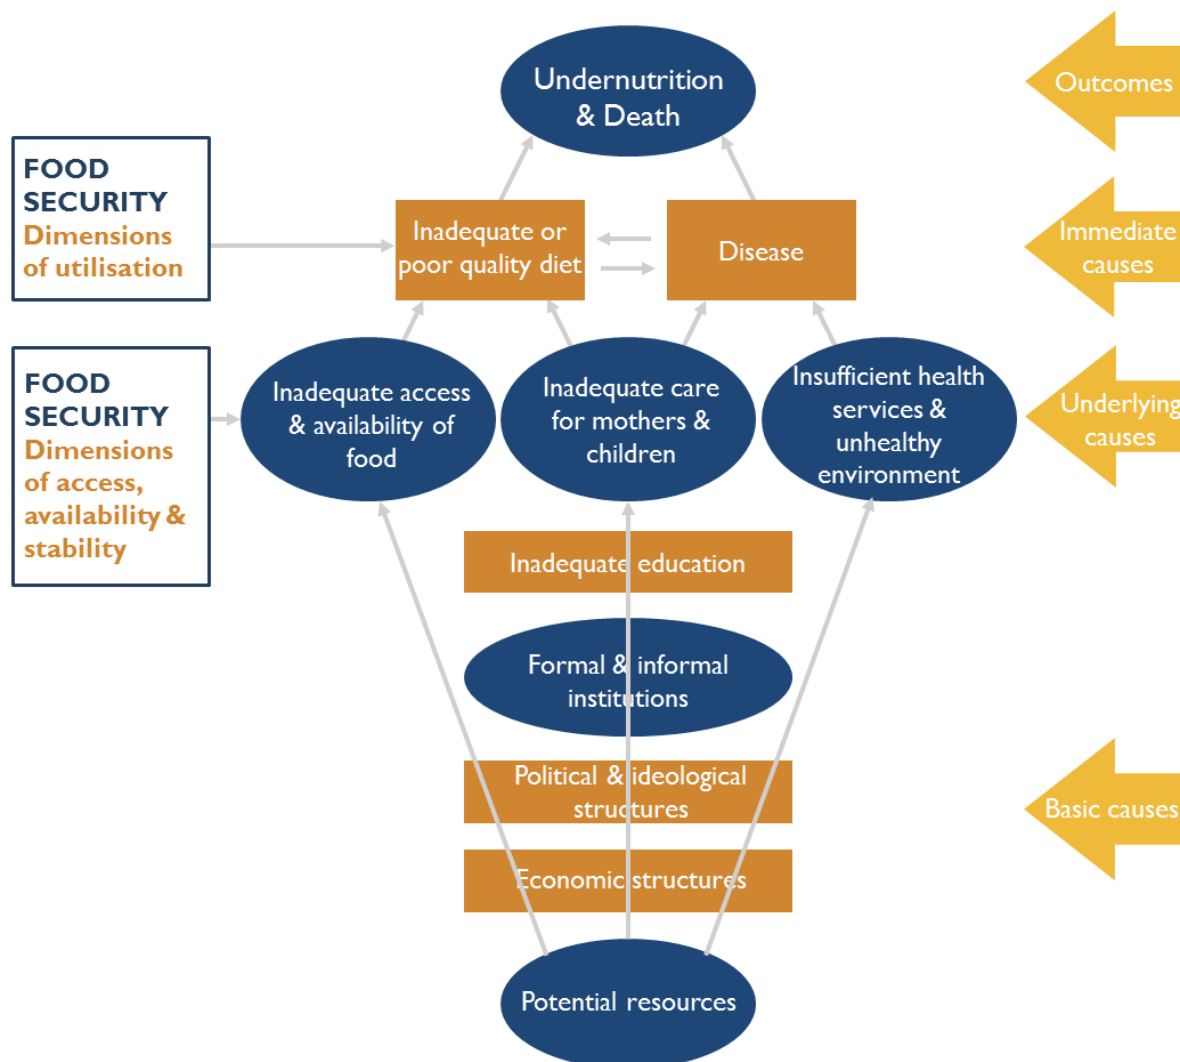 Undernutrition
& Death
Outcomes
FOOD
SECURITY
Dimensions
of utilisation
Inadequate or
poor quality diet
Disease
Immediate
causes
FOOD
SECURITY
Dimensions
of access,
availability &
stability
Inadequate access
& availability of
food
Inadequate care
for mothers &
children
Insufficient health
services &
unhealthy
environment
Underlying
causes
Inadequate education
Formal & informal
institutions
Political & ideological
structures
Basic causes
Economic structures
Potential resources